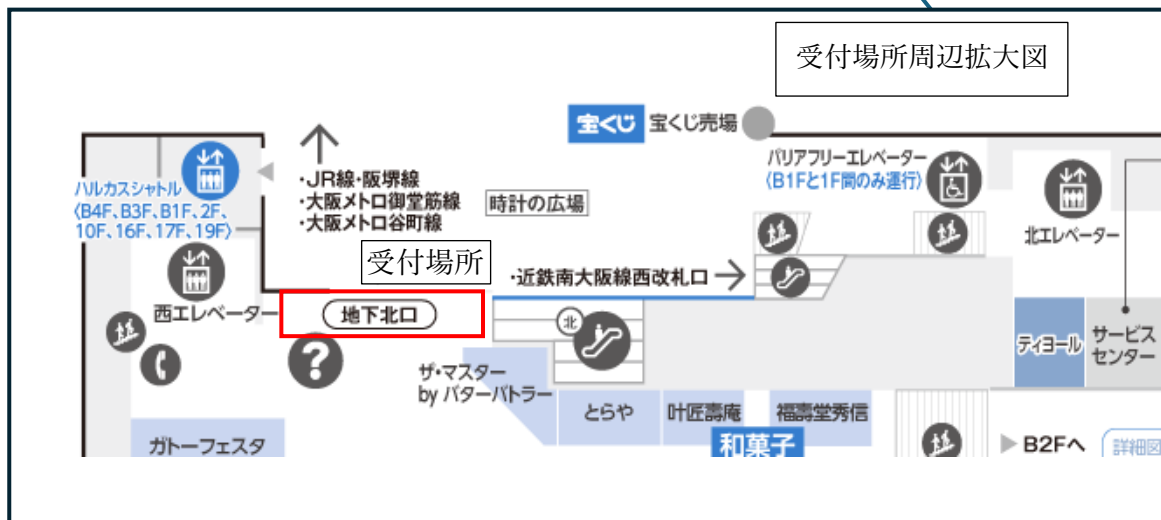 受付場所周辺拡大図
宝くじ 宝くじ売場
バリアフリーエレベーター
〈B1Fと1F間のみ運行〉
北エレベーター
ハルカスシャトル
〈B4F、B3F、B1F、2F、
10F、16F、17F、19F〉
・JR線・阪堺線
・大阪メトロ御堂筋線
・大阪メトロ谷町線
時計の広場
受付場所
・近鉄南大阪線西改札口
西エレベーター
地下北口
北
?
ティヨール
サービス
センター
ザ・マスター
by バターバトラー
とらや
叶匠壽庵
福壽堂秀信
和菓子
ガトーフェスタ
B2Fへ
詳細図